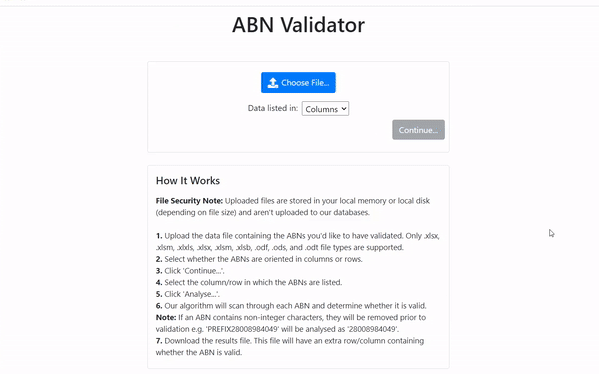 ABN Validator
Choose File...
Data listed in: Columns
Continue...
How It Works
File Security Note: Uploaded files are stored in your local memory or local disk
(depending on file size) and aren't uploaded to our databases.
1. Upload the data file containing the ABNs you'd like to have validated. Only .xlsx,
.xlsm, .xlxls, .xlsx, .xlsm, .xlsb, .odf, .ods, and .odt file types are supported.
2. Select whether the ABNs are oriented in columns or rows.
3. Click 'Continue...'.
4. Select the column/row in which the ABNs are listed.
5. Click 'Analyse...'.
6. Our algorithm will scan through each ABN and determine whether it is valid.
Note: If an ABN contains non-integer characters, they will be removed prior to
validation e.g. 'PREFIX28008984049' will be analysed as '28008984049'.
7. Download the results file. This file will have an extra row/column containing
whether the ABN is valid.